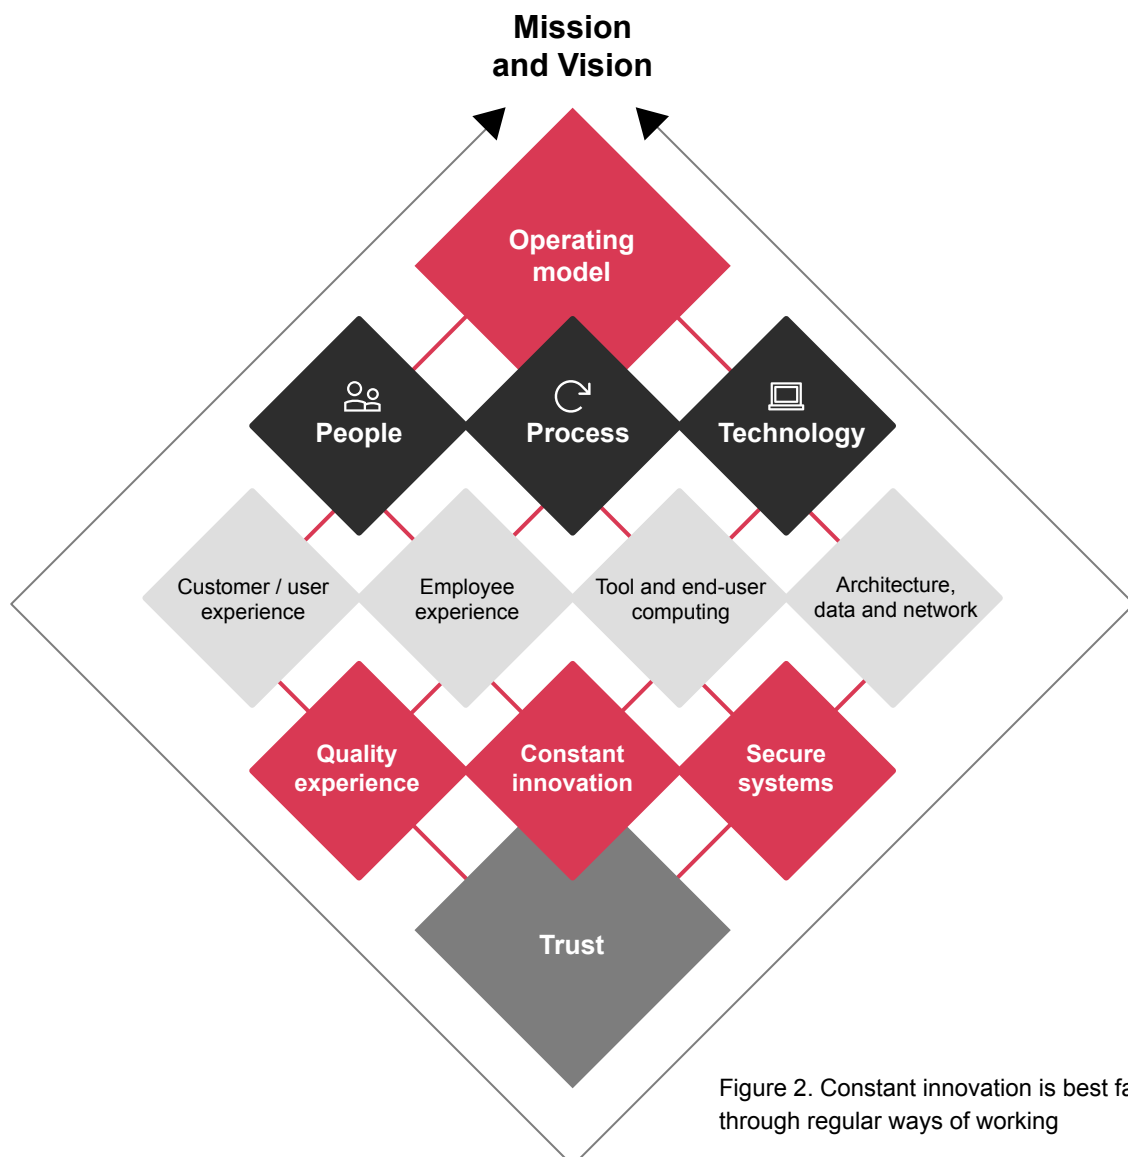 Mission
and Vision
Operating
model
People
Process
Technology
Customer / user
experience
Employee
experience
Tool and end-user
computing
Architecture,
data and network
Quality
experience
Constant
innovation
Secure
systems
Trust
Figure 2. Constant innovation is best fa
through regular ways of working